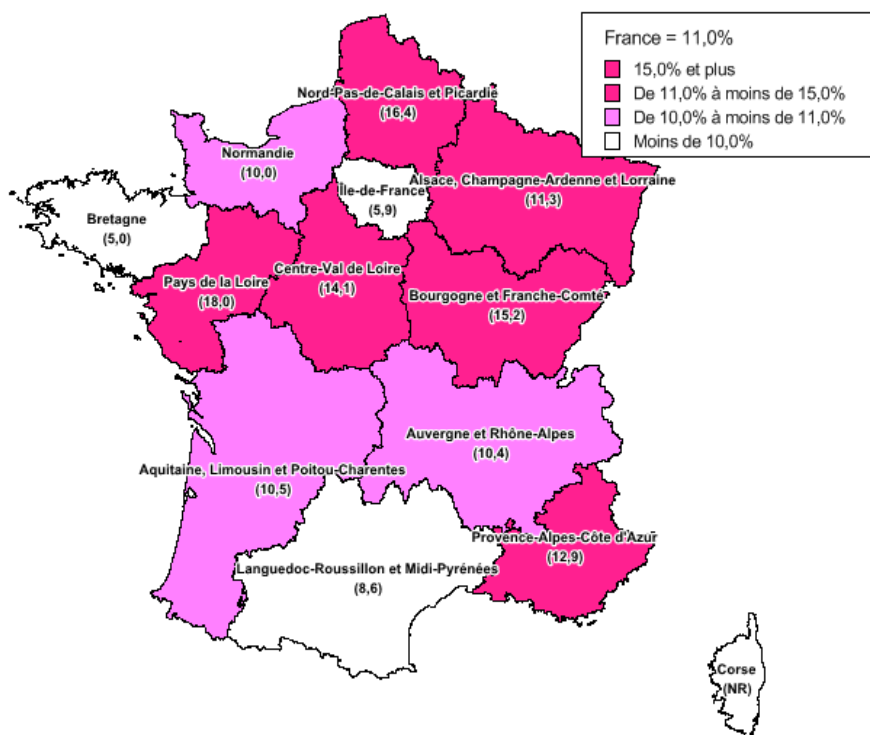 France = 11,0%
15,0% et plus
De 11,0% à moins de 15,0%
De 10,0% à moins de 11,0%
Moins de 10,0%
Nord-Pas-de-Calais et Picardie
(16,4)
Normandie
(10,0)
Île-de-France
(5,9)
Alsace, Champagne-Ardenne et Lorraine
(11,3)
Bretagne
(5,0)
Pays de la Loire
(18,0)
Centre-Val de Loire
(14,1)
Bourgogne et Franche-Comté
(15,2)
Auvergne et Rhône-Alpes
(10,4)
Aquitaine, Limousin et Poitou-Charentes
(10,5)
Provence-Alpes-Côte d'Azur
(12,9)
Languedoc-Roussillon et Midi-Pyrénées
(8,6)
Corse
(NR)